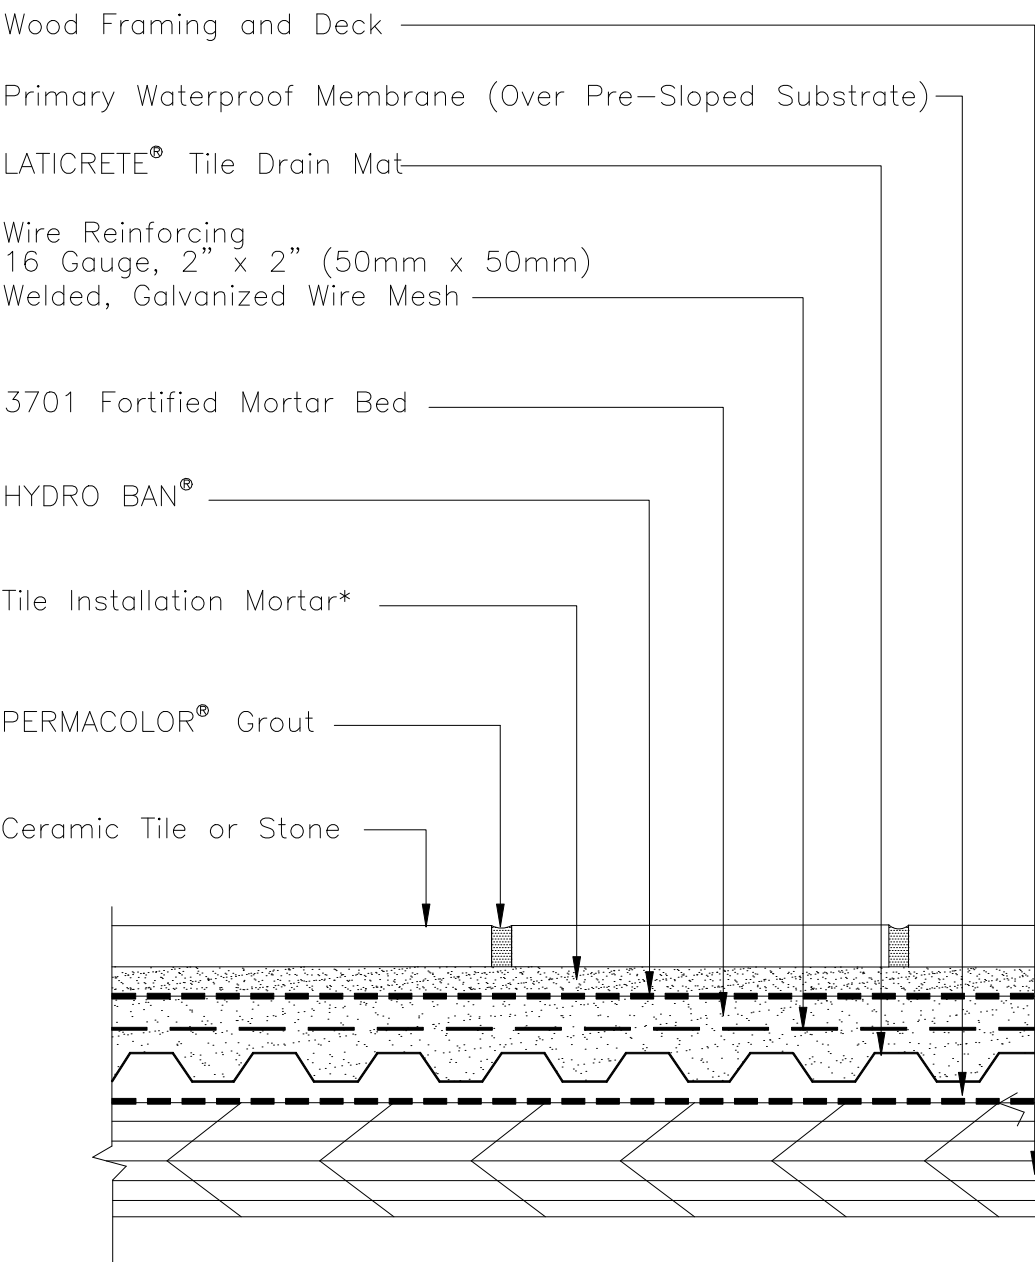 Wood Framing and Deck
Primary Waterproof Membrane (Over Pre-Sloped Substrate)
LATICRETE® Tile Drain Mat
Wire Reinforcing
16 Gauge, 2” x 2” (50mm x 50mm)
Welded, Galvanized Wire Mesh
3701 Fortified Mortar Bed
HYDRO BAN®
Tile Installation Mortar*
PERMACOLOR® Grout
Ceramic Tile or Stone